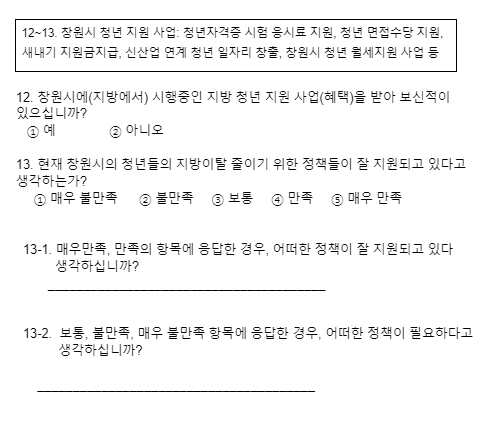 12~13. 창원시 청년 지원 사업: 청년자격증 시험 응시료 지원, 청년 면접수당 지원,
새내기 지원금지급, 신산업 연계 청년 일자리 창출, 창원시 청년 월세지원 사업 등
12. 창원시에(지방에서) 시행중인 지방 청년 지원 사업(혜택)을 받아 보신적이
있으십니까?
① 예 ② 아니오
13. 현재 창원시의 청년들의 지방이탈 줄이기 위한 정책들이 잘 지원되고 있다고
생각하는가?
① 매우 불만족 ② 불만족 ③ 보통 ④ 만족 ⑤ 매우 만족
13-1. 매우만족, 만족의 항목에 응답한 경우, 어떠한 정책이 잘 지원되고 있다
생각하십니까?
13-2. 보통, 불만족, 매우 불만족 항목에 응답한 경우, 어떠한 정책이 필요하다고
생각하십니까?